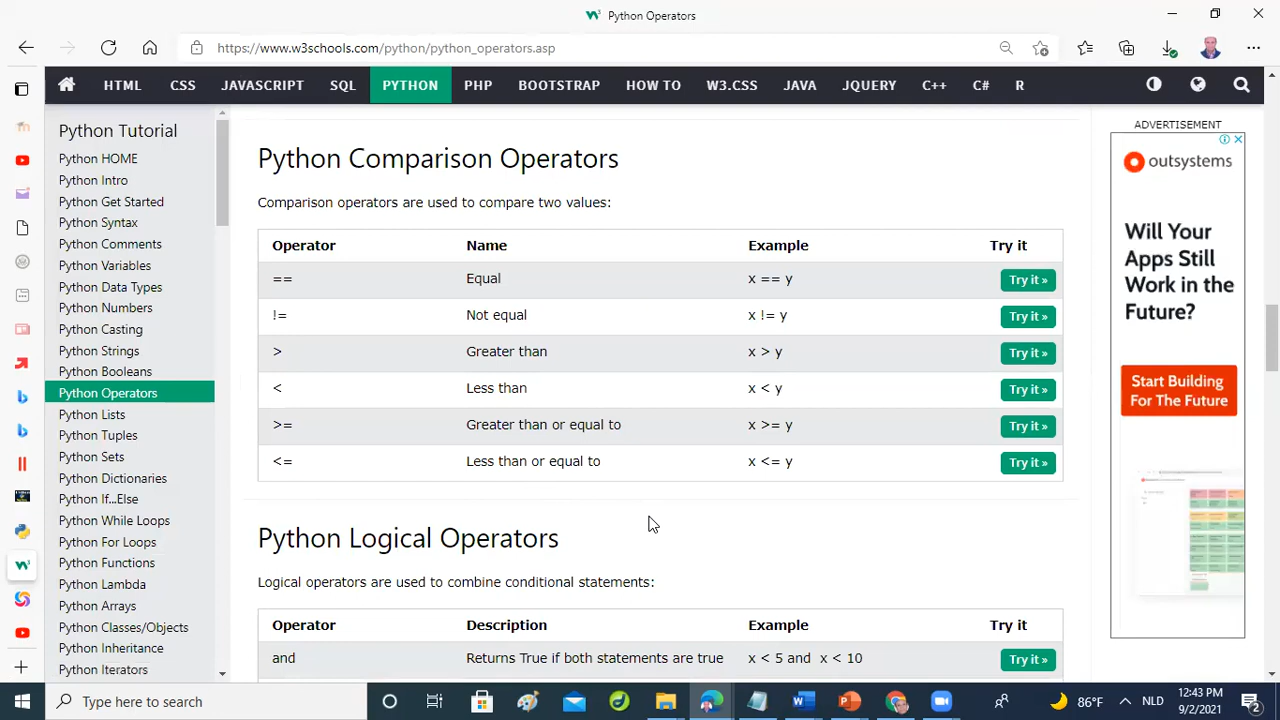 Python Operators
https://www.w3schools.com/python/python_operators.asp
HTML CSS JAVASCRIPT SQL PYTHON PHP BOOTSTRAP HOW TO W3.CSS JAVA JQUERY C++ C# R
Python Tutorial
Python HOME
Python Intro
Python Get Started
Python Syntax
Python Comments
Python Variables
Python Data Types
Python Numbers
Python Casting
Python Strings
Python Booleans
Python Operators
Python Lists
Python Tuples
Python Sets
Python Dictionaries
Python If...Else
Python While Loops
Python For Loops
Python Functions
Python Lambda
Python Arrays
Python Classes/Objects
Python Inheritance
Python Iterators
Python Comparison Operators
Comparison operators are used to compare two values:
Operator Name Example Try it
== Equal x == y Try it »
!= Not equal x != y Try it »
> Greater than x > y Try it »
< Less than x < y Try it »
>= Greater than or equal to x >= y Try it »
<= Less than or equal to x <= y Try it »
Python Logical Operators
Logical operators are used to combine conditional statements:
Operator Description Example Try it
and Returns True if both statements are true x < 5 and x < 10 Try it »
ADVERTISEMENT
outsystems
Will Your
Apps Still
Work in the
Future?
Start Building
For The Future
Type here to search
86°F
NLD
12:43 PM
9/2/2021
2